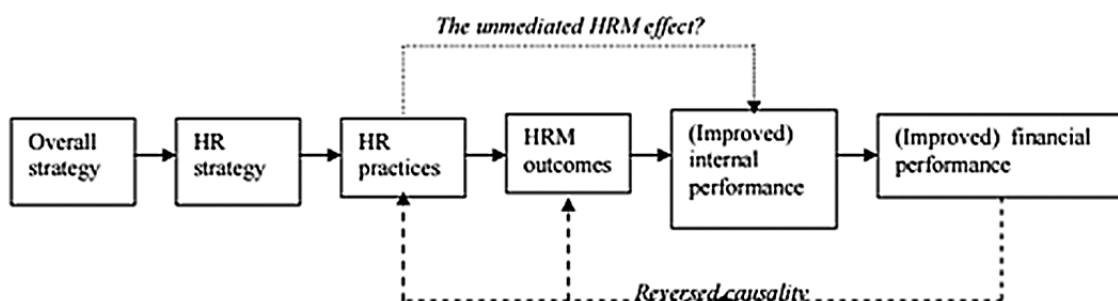 The unmediated HRM effect?
Overall
strategy
HR
strategy
HR
practices
HRM
outcomes
(Improved)
internal
performance
(Improved) financial
performance
Reversed causality